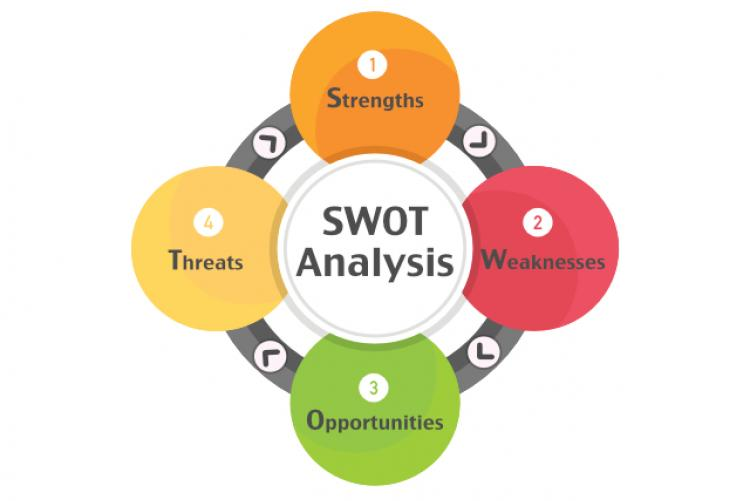 1
Strengths
SWOT
Analysis
2
Weaknesses
3
Opportunities
4
Threats